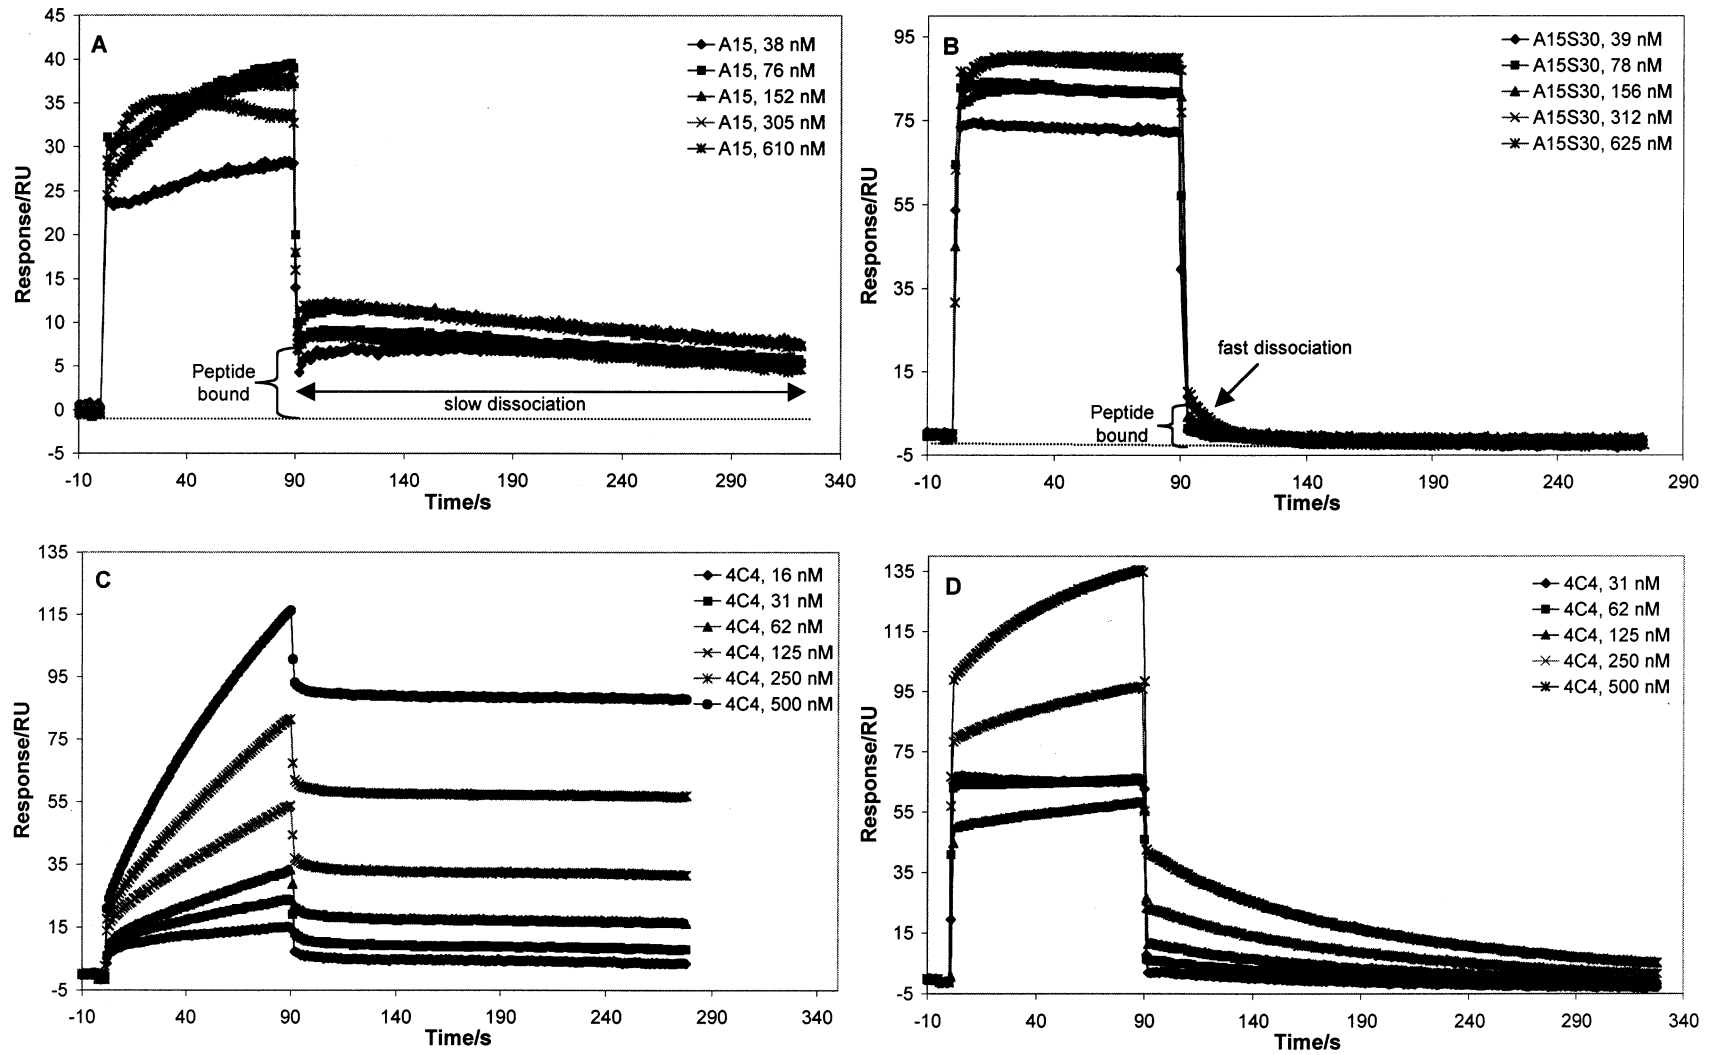 A
45
40
35
30
25
20
15
10
5
0
-5
Response/RU
A15, 38 nM
A15, 76 nM
A15, 152 nM
A15, 305 nM
A15, 610 nM
Peptide
bound
slow dissociation
-10 40 90 140 190 240 290 340
Time/s
B
95
75
55
35
15
-5
Response/RU
A15S30, 39 nM
A15S30, 78 nM
A15S30, 156 nM
A15S30, 312 nM
A15S30, 625 nM
fast dissociation
Peptide
bound
-10 40 90 140 190 240 290
Time/s
C
135
115
95
75
55
35
15
-5
Response/RU
4C4, 16 nM
4C4, 31 nM
4C4, 62 nM
4C4, 125 nM
4C4, 250 nM
4C4, 500 nM
-10 40 90 140 190 240 290 340
Time/s
D
135
115
95
75
55
35
15
-5
Response/RU
4C4, 31 nM
4C4, 62 nM
4C4, 125 nM
4C4, 250 nM
4C4, 500 nM
-10 40 90 140 190 240 290 340
Time/s